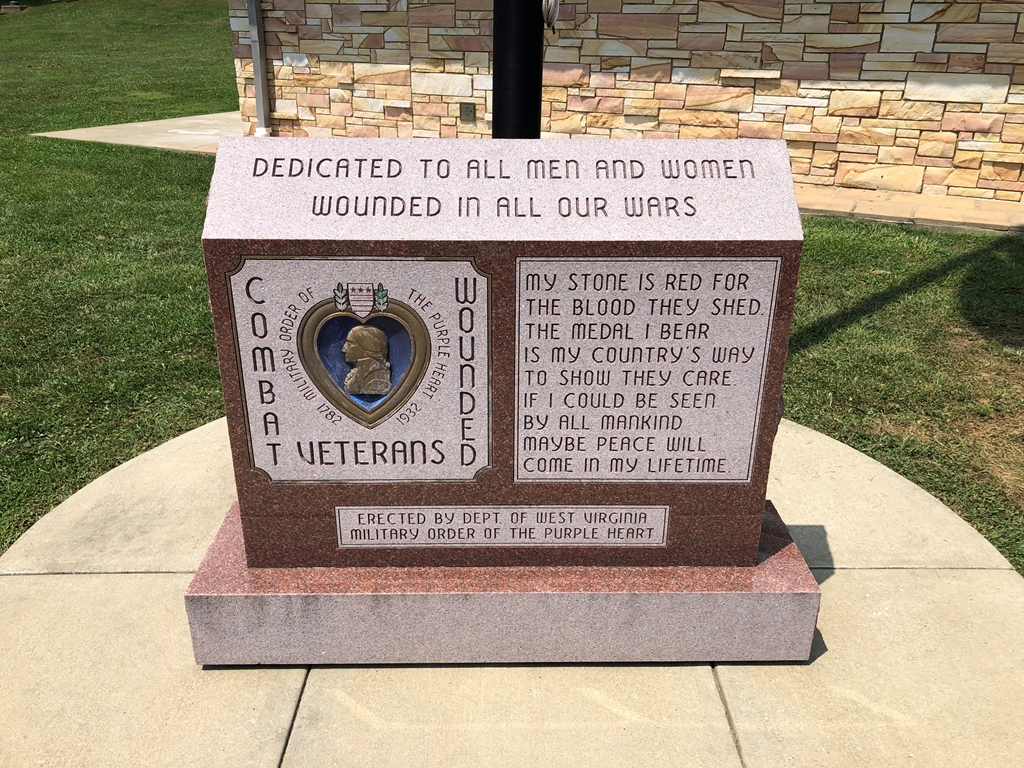 DEDICATED TO ALL MEN AND WOMEN
WOUNDED IN ALL OUR WARS
COMBAT
WOUNDED
VETERANS
MILITARY ORDER OF
THE PURPLE HEART
1782
1932
MY STONE IS RED FOR
THE BLOOD THEY SHED.
THE MEDAL I BEAR
IS MY COUNTRY'S WAY
TO SHOW THEY CARE.
IF I COULD BE SEEN
BY ALL MANKIND
MAYBE PEACE WILL
COME IN MY LIFETIME.
ERECTED BY DEPT. OF WEST VIRGINIA
MILITARY ORDER OF THE PURPLE HEART